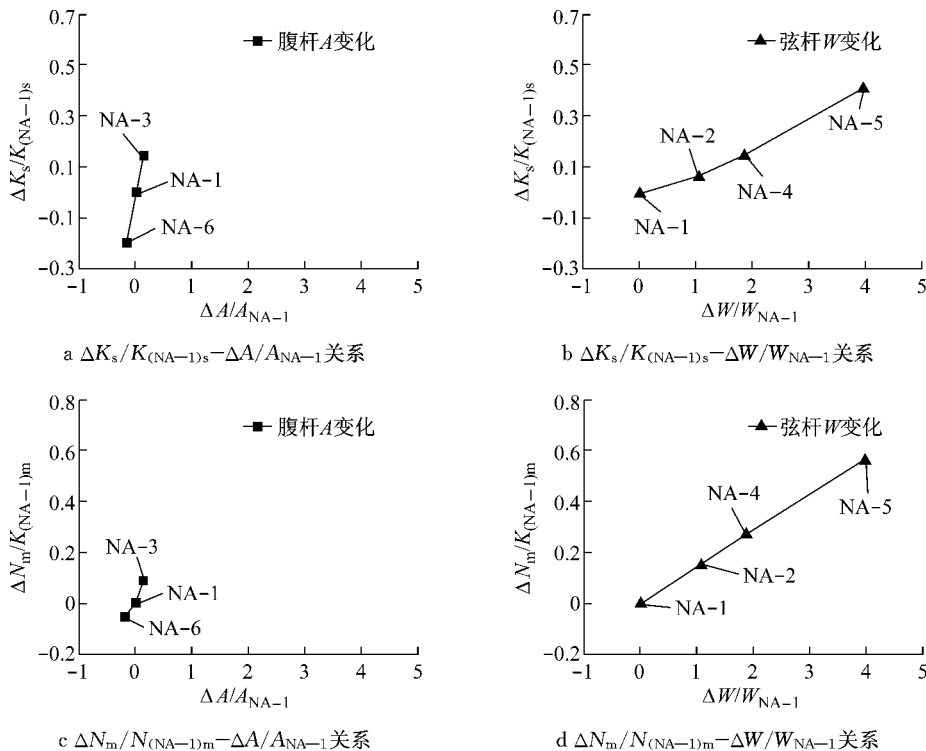 腹杆A变化
弦杆W变化
0.7
0.5
0.3
0.1
-0.1
-0.3
ΔKs/K(NA-1)s
NA-3
NA-1
NA-6
-1 0 1 2 3 4 5
ΔA/ANA-1
0.7
0.5
0.3
0.1
-0.1
-0.3
ΔKs/K(NA-1)s
NA-2
NA-5
NA-4
NA-1
-1 0 1 2 3 4 5
ΔW/WNA-1
a ΔKs/K(NA-1)s-ΔA/ANA-1关系
b ΔKs/K(NA-1)s-ΔW/WNA-1关系
腹杆A变化
弦杆W变化
0.8
0.6
0.4
0.2
0
-0.2
ΔNm/K(NA-1)m
NA-3
NA-1
NA-6
-1 0 1 2 3 4 5
ΔA/ANA-1
0.8
0.6
0.4
0.2
0
-0.2
ΔNm/K(NA-1)m
NA-4
NA-5
NA-2
NA-1
-1 0 1 2 3 4 5
ΔW/WNA-1
c ΔNm/N(NA-1)m-ΔA/ANA-1关系
d ΔNm/N(NA-1)m-ΔW/WNA-1关系